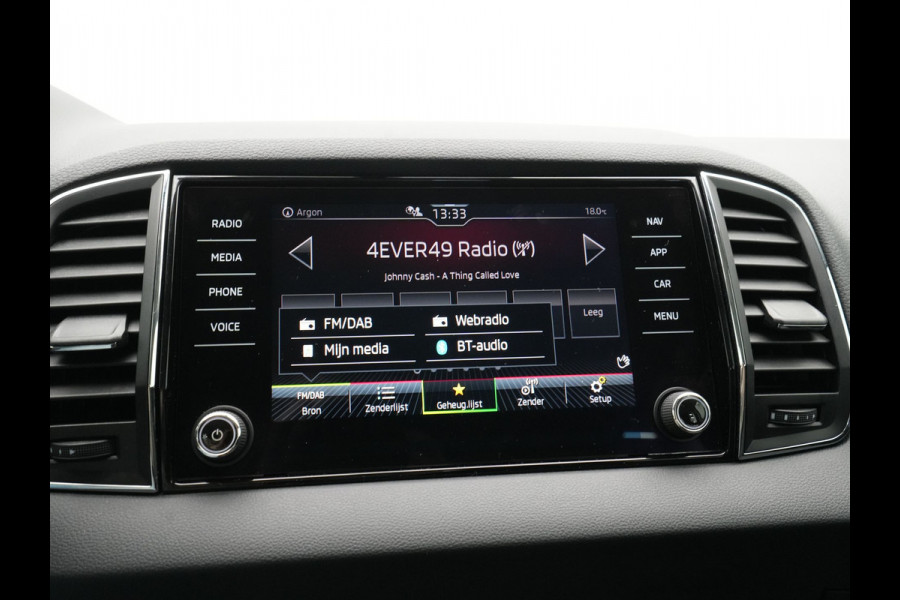 RADIO
MEDIA
PHONE
VOICE
Argon
13:33
18.0°c
4EVER49 Radio
Johnny Cash - A Thing Called Love
Leeg
FM/DAB
Webradio
Mijn media
BT-audio
FM/DAB
Bron
Zenderlijst
Geheug.lijst
Zender
Setup
NAV
APP
CAR
MENU